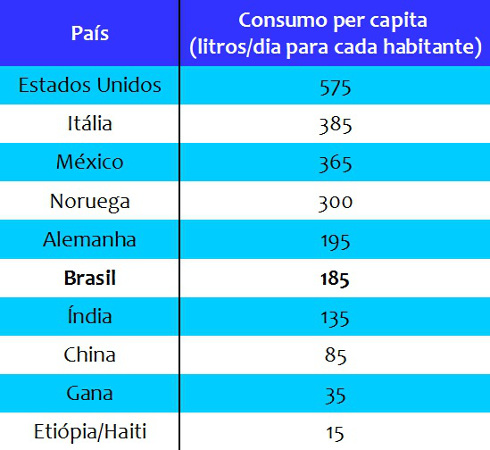 País Consumo per capita
(litros/dia para cada habitante)
Estados Unidos 575
Itália 385
México 365
Noruega 300
Alemanha 195
Brasil 185
Índia 135
China 85
Gana 35
Etiópia/Haiti 15